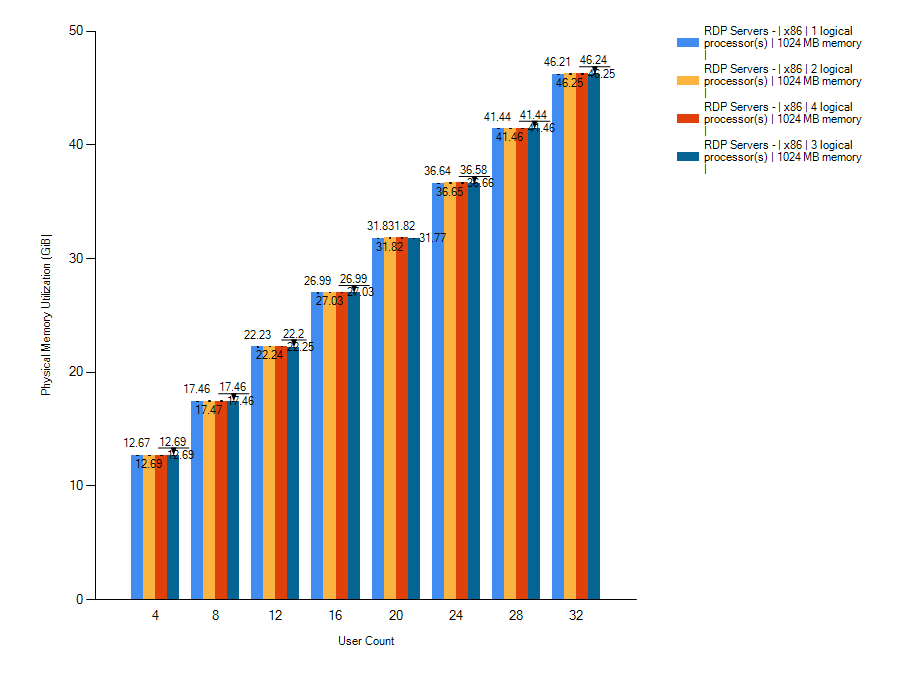 50
40
30
20
10
0
Physical Memory Utilization [GiB]
12.67 12.69
12.69 12.69
17.46 17.46
17.47 17.46
22.23 22.2
22.24 22.25
26.99 26.99
27.03 27.03
31.83 31.82
31.82 31.77
36.64 36.58
36.65 36.66
41.44 41.44
41.46 41.46
46.21 46.24
46.25 46.25
4 8 12 16 20 24 28 32
User Count
RDP Servers - | x86 | 1 logical
processor(s) | 1024 MB memory
|
RDP Servers - | x86 | 2 logical
processor(s) | 1024 MB memory
|
RDP Servers - | x86 | 4 logical
processor(s) | 1024 MB memory
|
RDP Servers - | x86 | 3 logical
processor(s) | 1024 MB memory
|